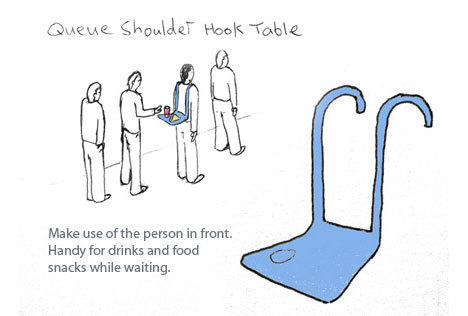 Queue Shoulder Hook Table
Make use of the person in front.
Handy for drinks and food
snacks while waiting.